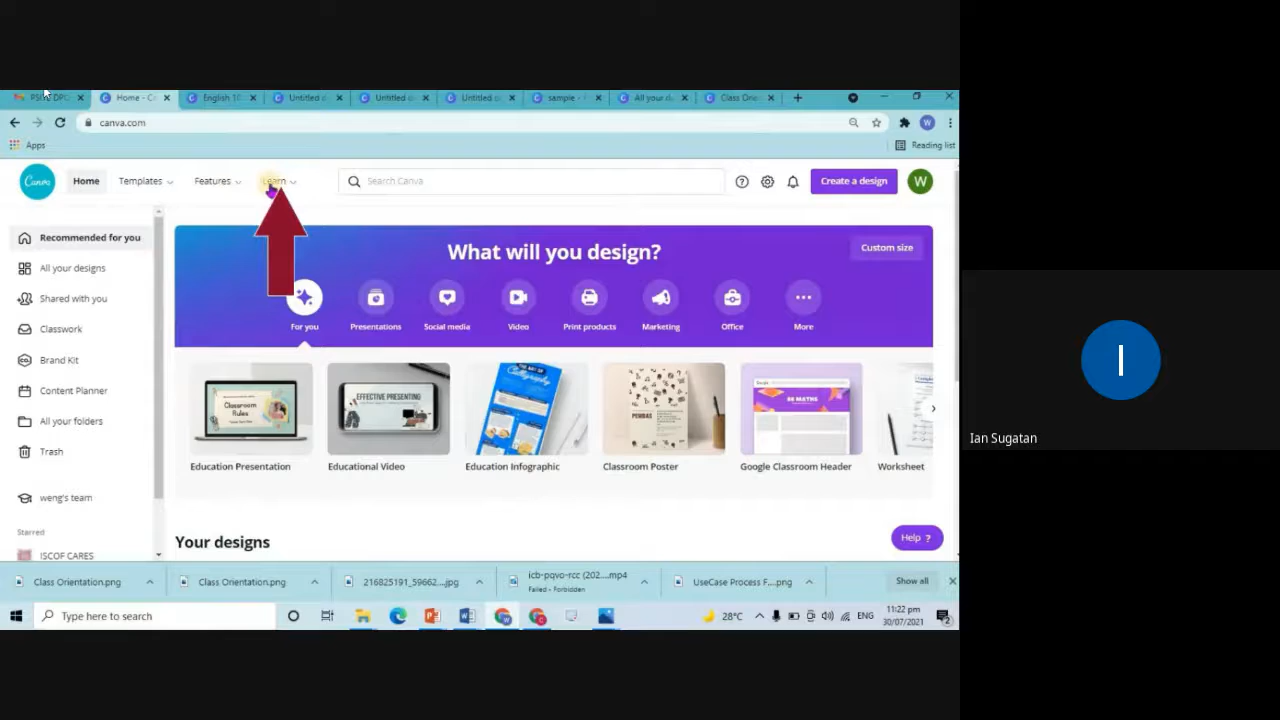 Home - C
English 10
Untitled
Untitled
Untitled
sample -
All your d
Class Orie
canva.com
Apps
Reading list
Canva
Home
Templates
Features
Learn
Search Canva
Create a design
W
Recommended for you
All your designs
Shared with you
Classwork
Brand Kit
Content Planner
All your folders
Trash
weng's team
Starred
ISCOF CARES
What will you design?
Custom size
For you
Presentations
Social media
Video
Print products
Marketing
Office
More
Classroom Rules
EFFECTIVE PRESENTING
Education Presentation
Educational Video
Education Infographic
Classroom Poster
Google Classroom Header
Worksheet
Your designs
Help ?
Class Orientation.png
Class Orientation.png
216825191_59662...jpg
icb-pqvo-rcc (202....mp4
Failed - Forbidden
UseCase Process F....png
Show all
Type here to search
28°C
ENG
11:22 pm
30/07/2021
2
I
Ian Sugatan